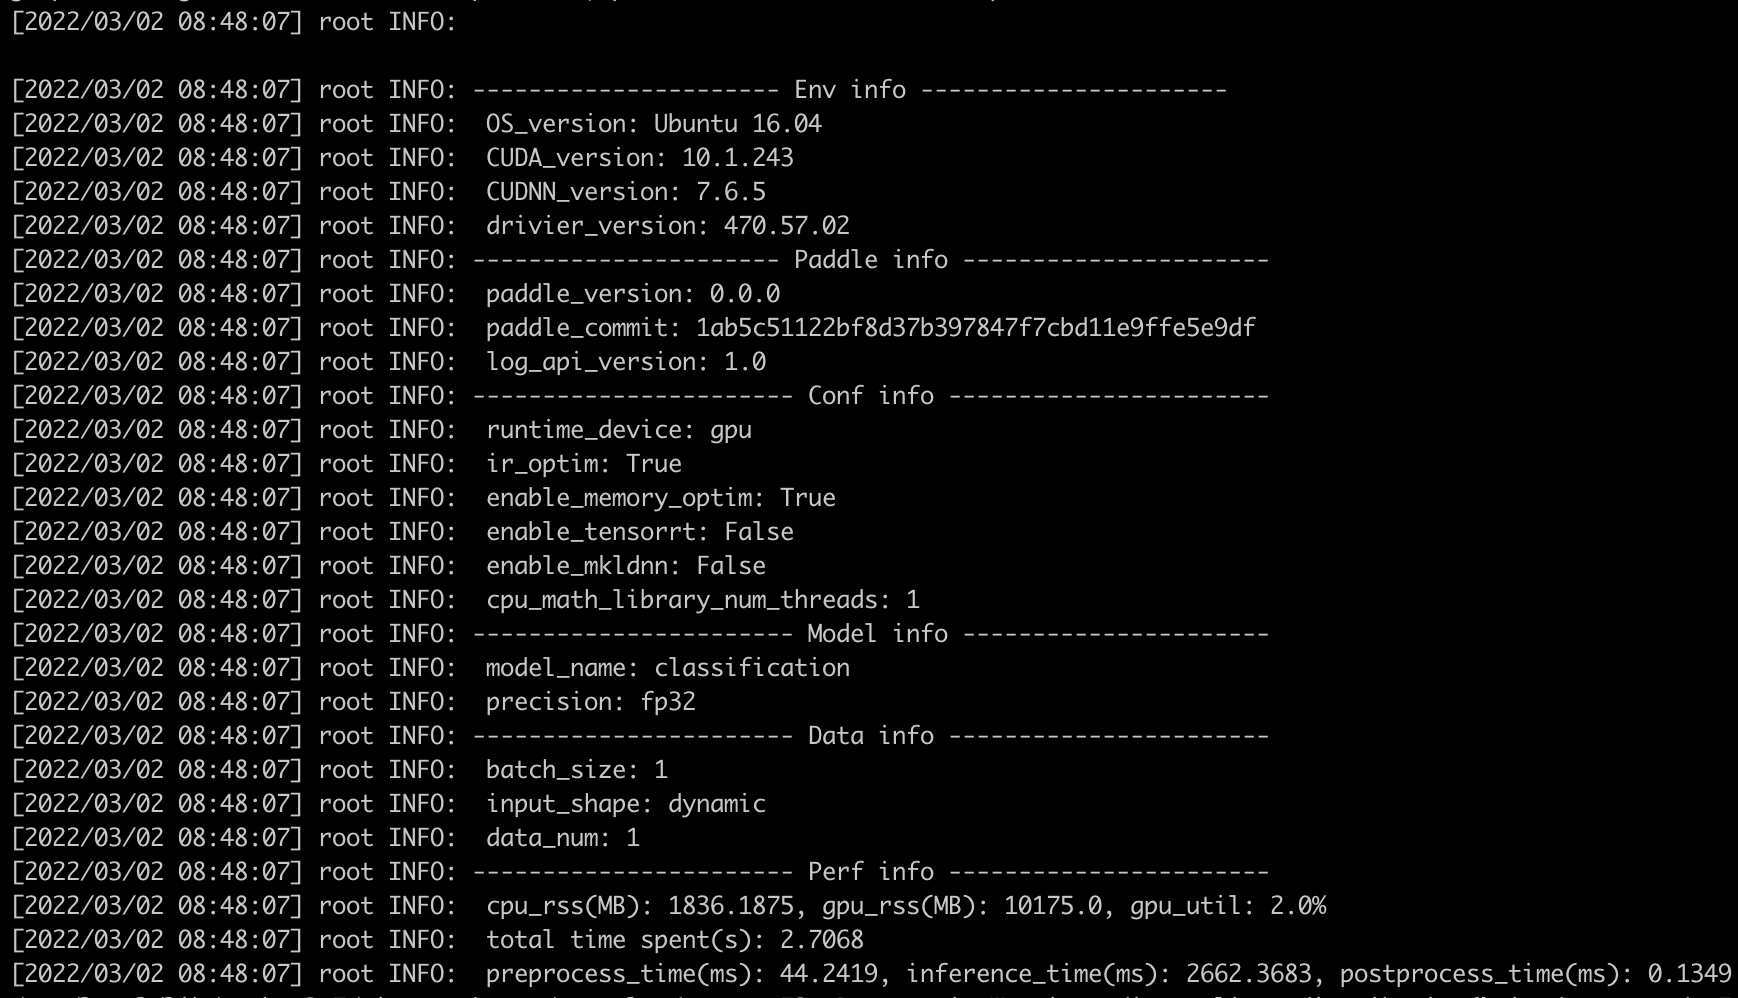 [2022/03/02 08:48:07] root INFO:
[2022/03/02 08:48:07] root INFO: ---------------------- Env info ----------------------
[2022/03/02 08:48:07] root INFO:  OS_version: Ubuntu 16.04
[2022/03/02 08:48:07] root INFO:  CUDA_version: 10.1.243
[2022/03/02 08:48:07] root INFO:  CUDNN_version: 7.6.5
[2022/03/02 08:48:07] root INFO:  drivier_version: 470.57.02
[2022/03/02 08:48:07] root INFO: ---------------------- Paddle info ----------------------
[2022/03/02 08:48:07] root INFO:  paddle_version: 0.0.0
[2022/03/02 08:48:07] root INFO:  paddle_commit: 1ab5c51122bf8d37b397847f7cbd11e9ffe5e9df
[2022/03/02 08:48:07] root INFO:  log_api_version: 1.0
[2022/03/02 08:48:07] root INFO: ----------------------- Conf info -----------------------
[2022/03/02 08:48:07] root INFO:  runtime_device: gpu
[2022/03/02 08:48:07] root INFO:  ir_optim: True
[2022/03/02 08:48:07] root INFO:  enable_memory_optim: True
[2022/03/02 08:48:07] root INFO:  enable_tensorrt: False
[2022/03/02 08:48:07] root INFO:  enable_mkldnn: False
[2022/03/02 08:48:07] root INFO:  cpu_math_library_num_threads: 1
[2022/03/02 08:48:07] root INFO: ----------------------- Model info ----------------------
[2022/03/02 08:48:07] root INFO:  model_name: classification
[2022/03/02 08:48:07] root INFO:  precision: fp32
[2022/03/02 08:48:07] root INFO: ----------------------- Data info -----------------------
[2022/03/02 08:48:07] root INFO:  batch_size: 1
[2022/03/02 08:48:07] root INFO:  input_shape: dynamic
[2022/03/02 08:48:07] root INFO:  data_num: 1
[2022/03/02 08:48:07] root INFO: ----------------------- Perf info -----------------------
[2022/03/02 08:48:07] root INFO:  cpu_rss(MB): 1836.1875, gpu_rss(MB): 10175.0, gpu_util: 2.0%
[2022/03/02 08:48:07] root INFO:  total time spent(s): 2.7068
[2022/03/02 08:48:07] root INFO:  preprocess_time(ms): 44.2419, inference_time(ms): 2662.3683, postprocess_time(ms): 0.1349